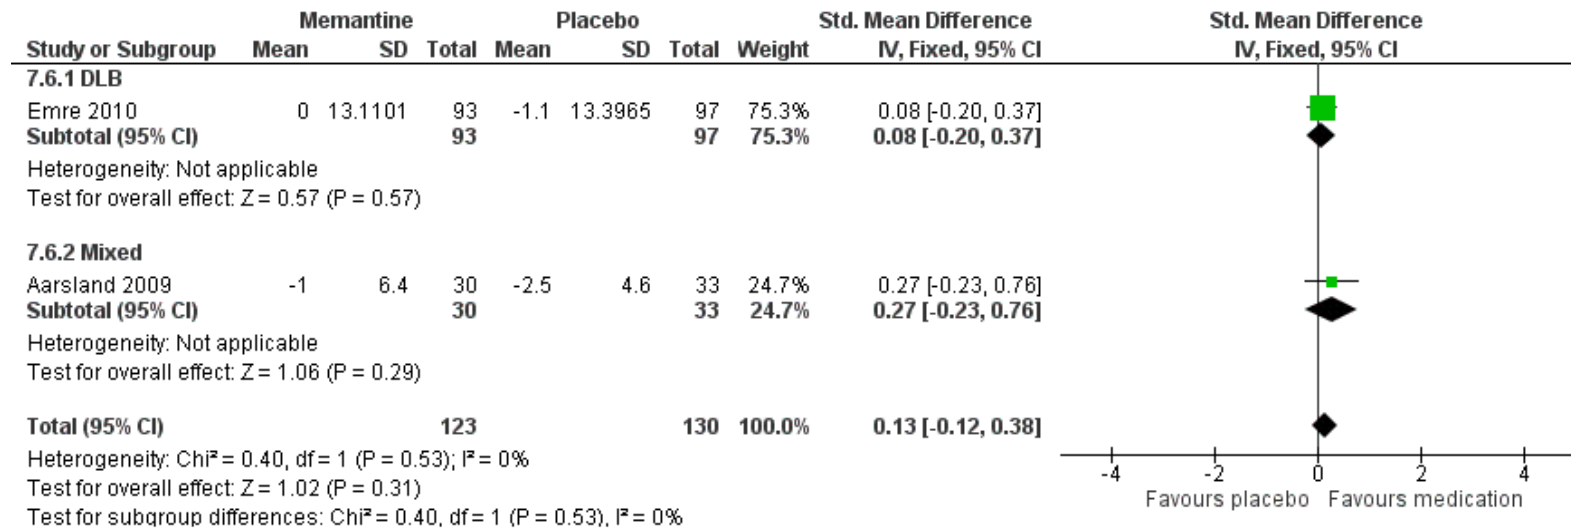 Memantine Placebo Std. Mean Difference Std. Mean Difference
Study or Subgroup Mean SD Total Mean SD Total Weight IV, Fixed, 95% CI IV, Fixed, 95% CI
7.6.1 DLB
Emre 2010 0 13.1101 93 -1.1 13.3965 97 75.3% 0.08 [-0.20, 0.37]
Subtotal (95% CI) 93 97 75.3% 0.08 [-0.20, 0.37]
Heterogeneity: Not applicable
Test for overall effect: Z = 0.57 (P = 0.57)
7.6.2 Mixed
Aarsland 2009 -1 6.4 30 -2.5 4.6 33 24.7% 0.27 [-0.23, 0.76]
Subtotal (95% CI) 30 33 24.7% 0.27 [-0.23, 0.76]
Heterogeneity: Not applicable
Test for overall effect: Z = 1.06 (P = 0.29)
Total (95% CI) 123 130 100.0% 0.13 [-0.12, 0.38]
Heterogeneity: Chi² = 0.40, df = 1 (P = 0.53); I² = 0%
Test for overall effect: Z = 1.02 (P = 0.31)
Test for subgroup differences: Chi² = 0.40, df = 1 (P = 0.53), I² = 0%
-4 -2 0 2 4
Favours placebo Favours medication